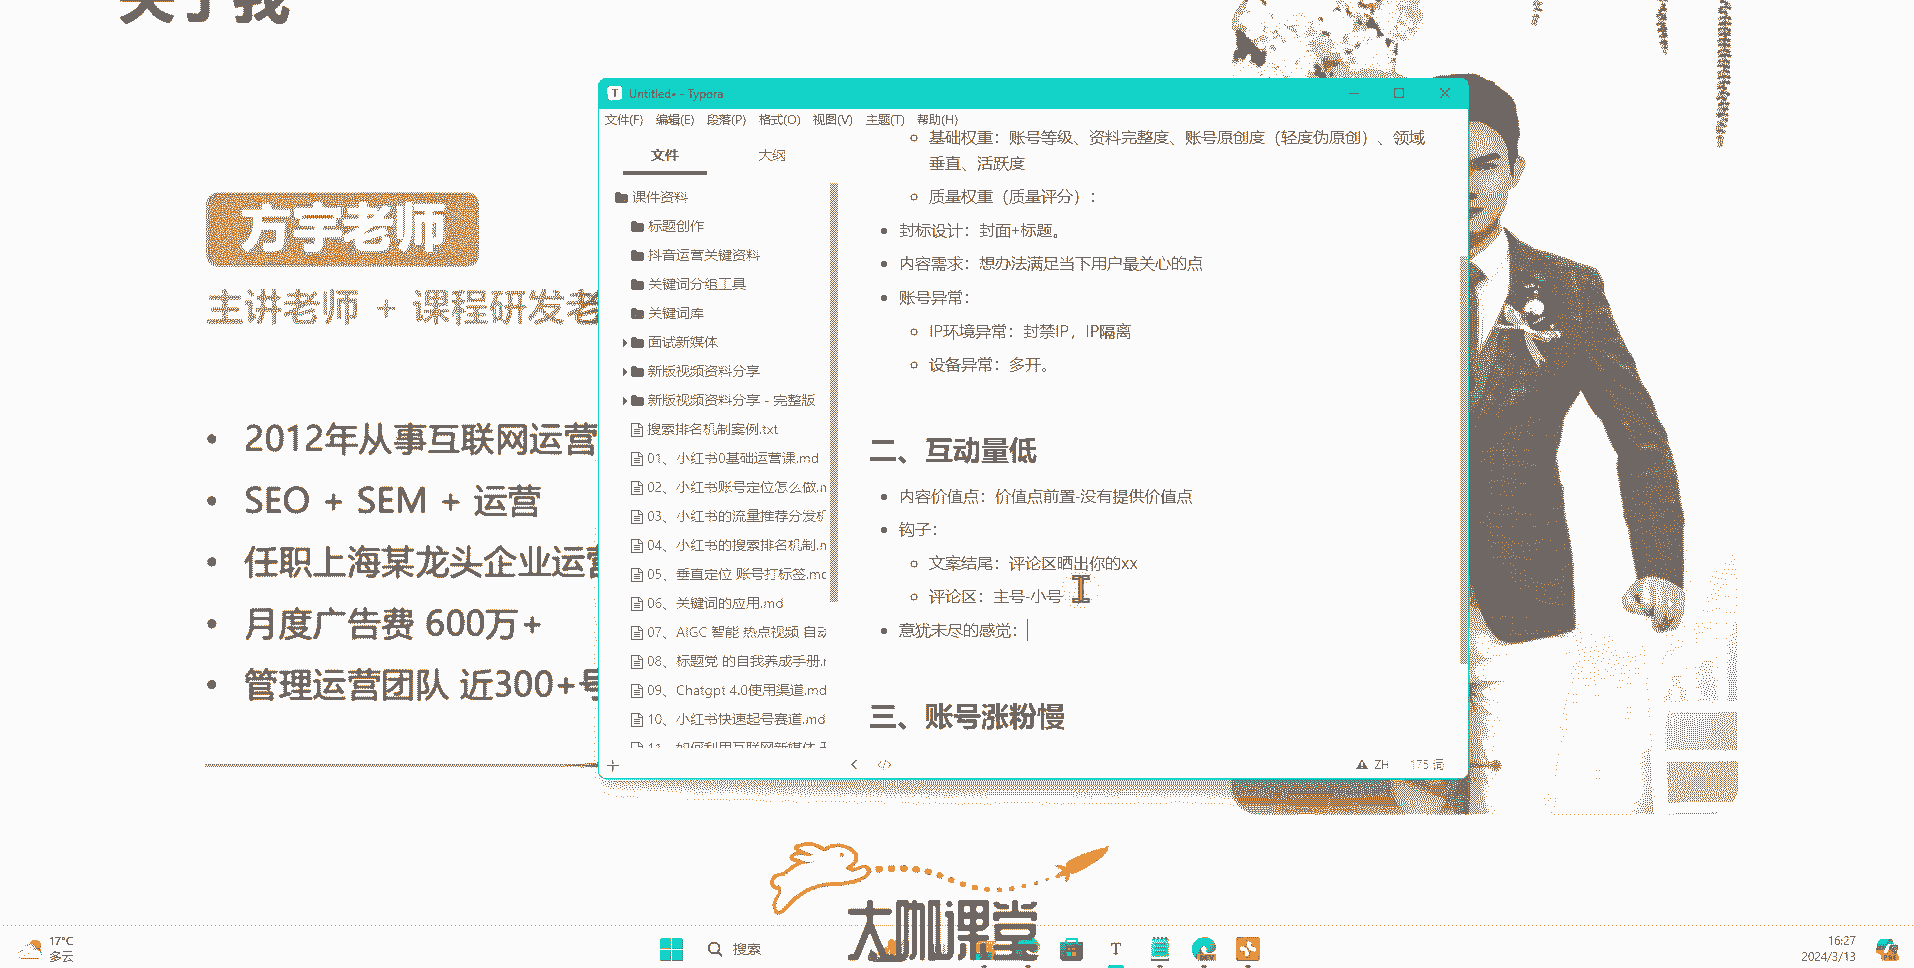 关于我
方宇老师
主讲老师 + 课程研发老
2012年从事互联网运营
SEO + SEM + 运营
任职上海某龙头企业运营
月度广告费 600万+
管理运营团队 近300+号
Untitled• - Typora
文件(F) 编辑(E) 段落(P) 格式(O) 视图(V) 主题(T) 帮助(H)
文件 大纲
课件资料
标题创作
抖音运营关键资料
关键词分组工具
关键词库
面试新媒体
新版视频资料分享
新版视频资料分享 - 完整版
搜索排名机制案例.txt
01、小红书0基础运营课.md
02、小红书账号定位怎么做.n
03、小红书的流量推荐分发机
04、小红书的搜索排名机制.n
05、垂直定位 账号打标签.mc
06、关键词的应用.md
07、AIGC 智能 热点视频 自动
08、标题党 的自我养成手册.r
09、Chatgpt 4.0使用渠道.md
10、小红书快速起号赛道.md
11、如何利用互联网新媒体
基础权重：账号等级、资料完整度、账号原创度（轻度伪原创）、领域
垂直、活跃度
质量权重（质量评分）：
封标设计：封面+标题。
内容需求：想办法满足当下用户最关心的点
账号异常：
IP环境异常：封禁IP，IP隔离
设备异常：多开。
二、互动量低
内容价值点：价值点前置-没有提供价值点
钩子：
文案结尾：评论区晒出你的xx
评论区：主号-小号
意犹未尽的感觉：
三、账号涨粉慢
ZH 175 词
大咖课堂
17°C
多云
搜索
16:27
2024/3/13